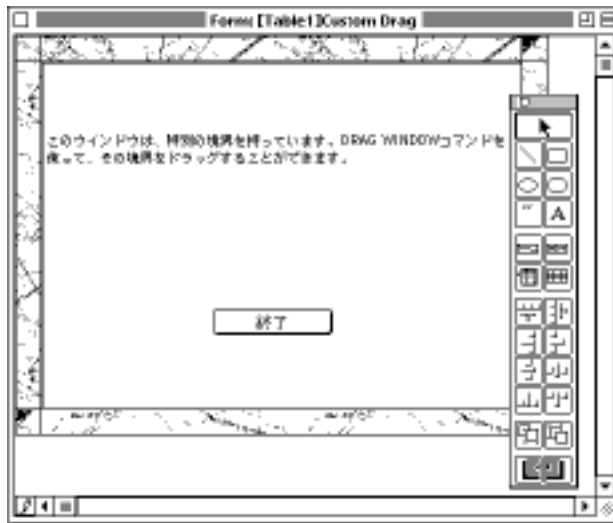 Form: [Table1]Custom Drag
このウインドウは、特別の境界を持っています。DRAG WINDOWコマンドを
使って、その境界をドラッグすることができます。
A
終了